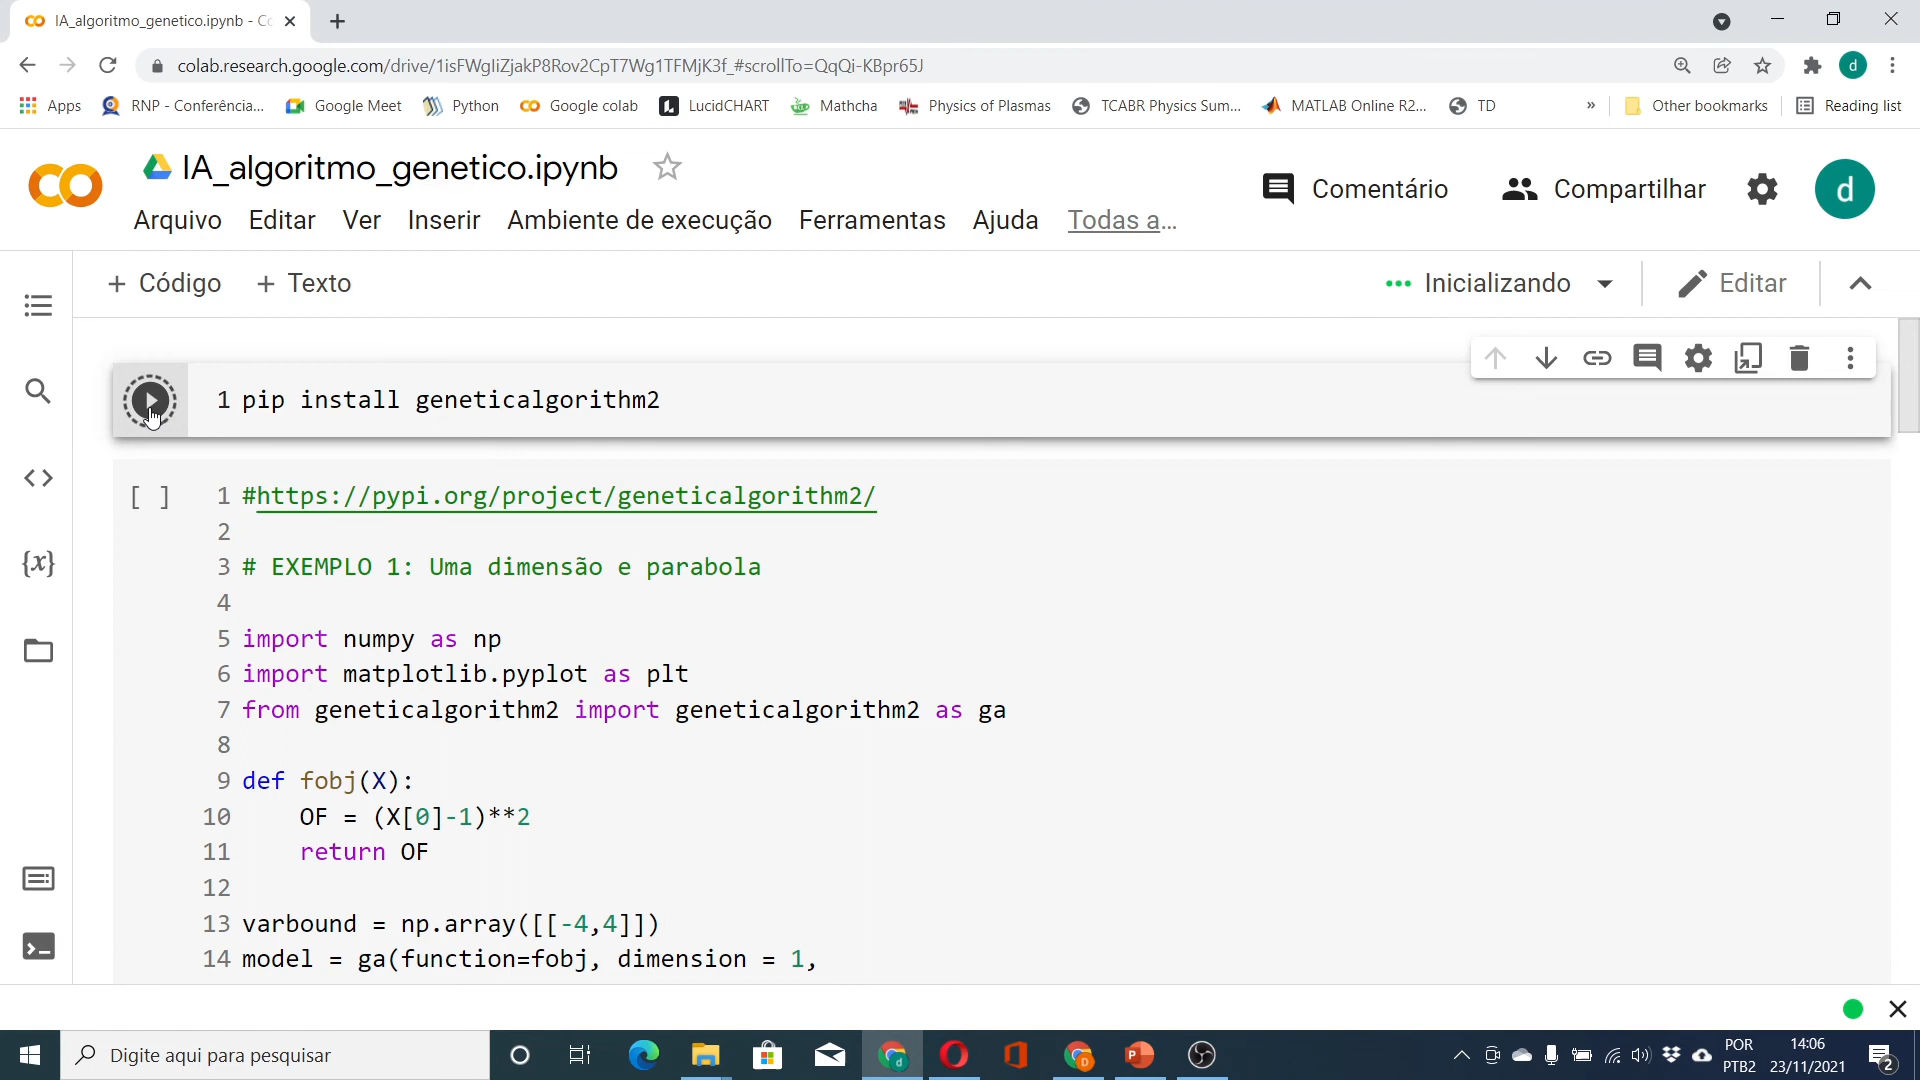 IA_algoritmo_genetico.ipynb - Co
colab.research.google.com/drive/1isFWgliZjakP8Rov2CpT7Wg1TFMjK3f_#scrollTo=QqQi-KBpr65J
d
Apps
RNP - Conferência...
Google Meet
Python
Google colab
LucidCHART
Mathcha
Physics of Plasmas
TCABR Physics Sum...
MATLAB Online R2...
TD
»
Other bookmarks
Reading list
IA_algoritmo_genetico.ipynb
Comentário
Compartilhar
d
Arquivo Editar Ver Inserir Ambiente de execução Ferramentas Ajuda Todas a...
+ Código + Texto
Inicializando
Editar
1 pip install geneticalgorithm2
[ ]
1 #https://pypi.org/project/geneticalgorithm2/
2
3 # EXEMPLO 1: Uma dimensão e parabola
4
5 import numpy as np
6 import matplotlib.pyplot as plt
7 from geneticalgorithm2 import geneticalgorithm2 as ga
8
9 def fobj(X):
10 OF = (X[0]-1)**2
11 return OF
12
13 varbound = np.array([[-4,4]])
14 model = ga(function=fobj, dimension = 1,
{x}
Digite aqui para pesquisar
POR
PTB2
14:06
23/11/2021
2